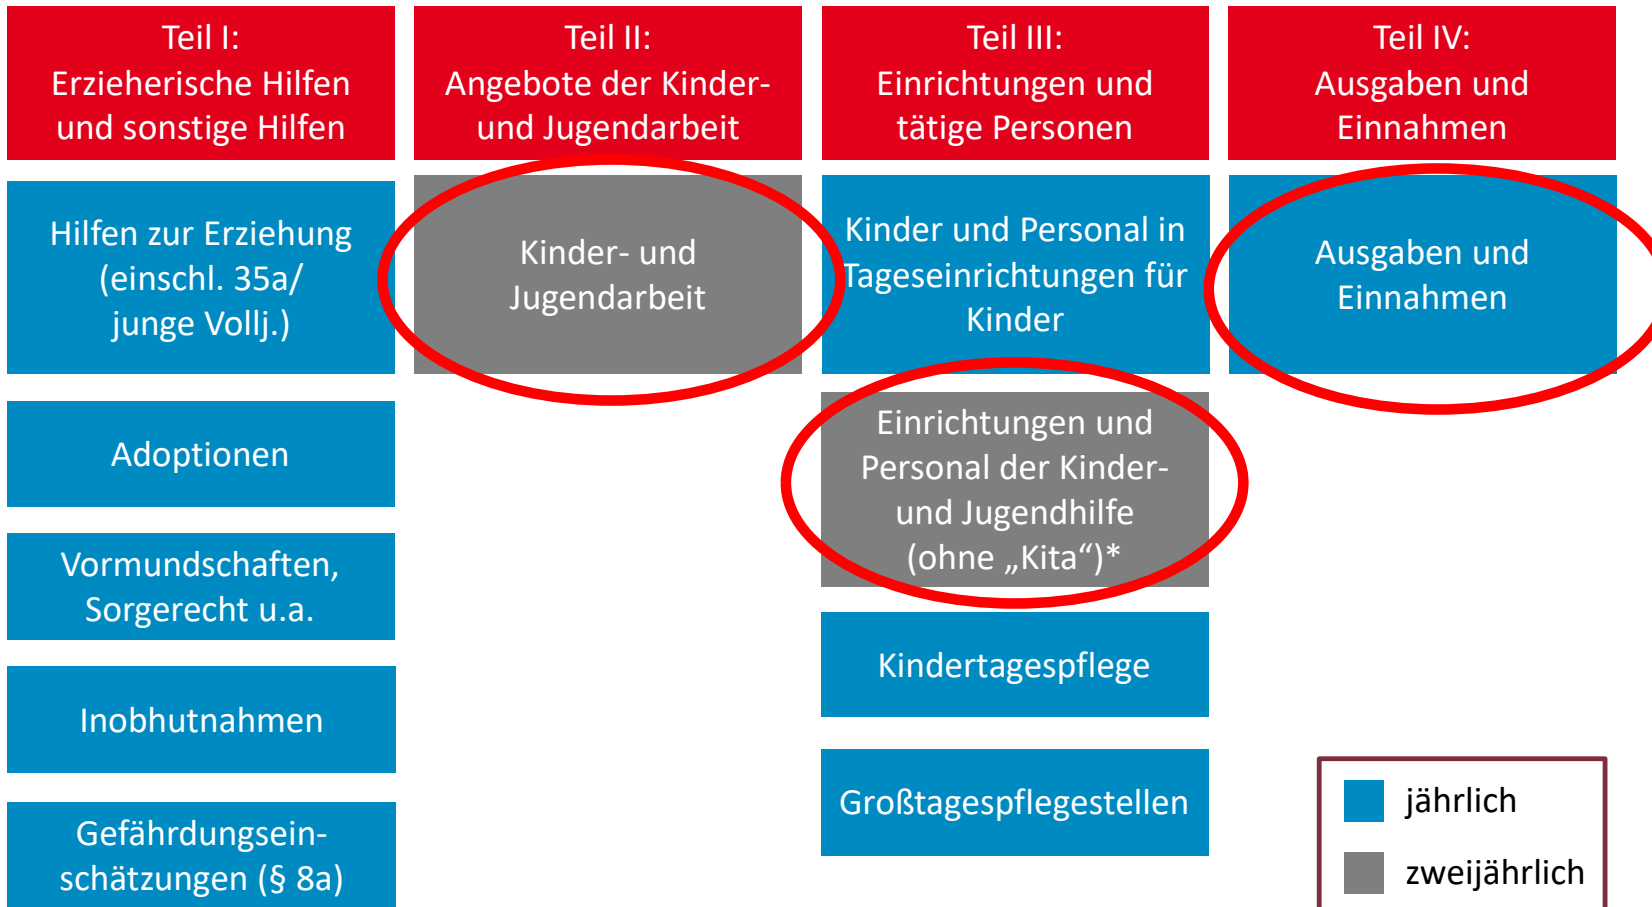 Teil I:
Erzieherische Hilfen
und sonstige Hilfen
Hilfen zur Erziehung
(einschl. 35a/
junge Vollj.)
Adoptionen
Vormundschaften,
Sorgerecht u.a.
Inobhutnahmen
Gefährdungsein-
schätzungen (§ 8a)
Teil II:
Angebote der Kinder-
und Jugendarbeit
Kinder- und
Jugendarbeit
Teil III:
Einrichtungen und
tätige Personen
Kinder und Personal in
Tageseinrichtungen für
Kinder
Einrichtungen und
Personal der Kinder-
und Jugendhilfe
(ohne „Kita“)*
Kindertagespflege
Großtagespflegestellen
Teil IV:
Ausgaben und
Einnahmen
Ausgaben und
Einnahmen
jährlich
zweijährlich